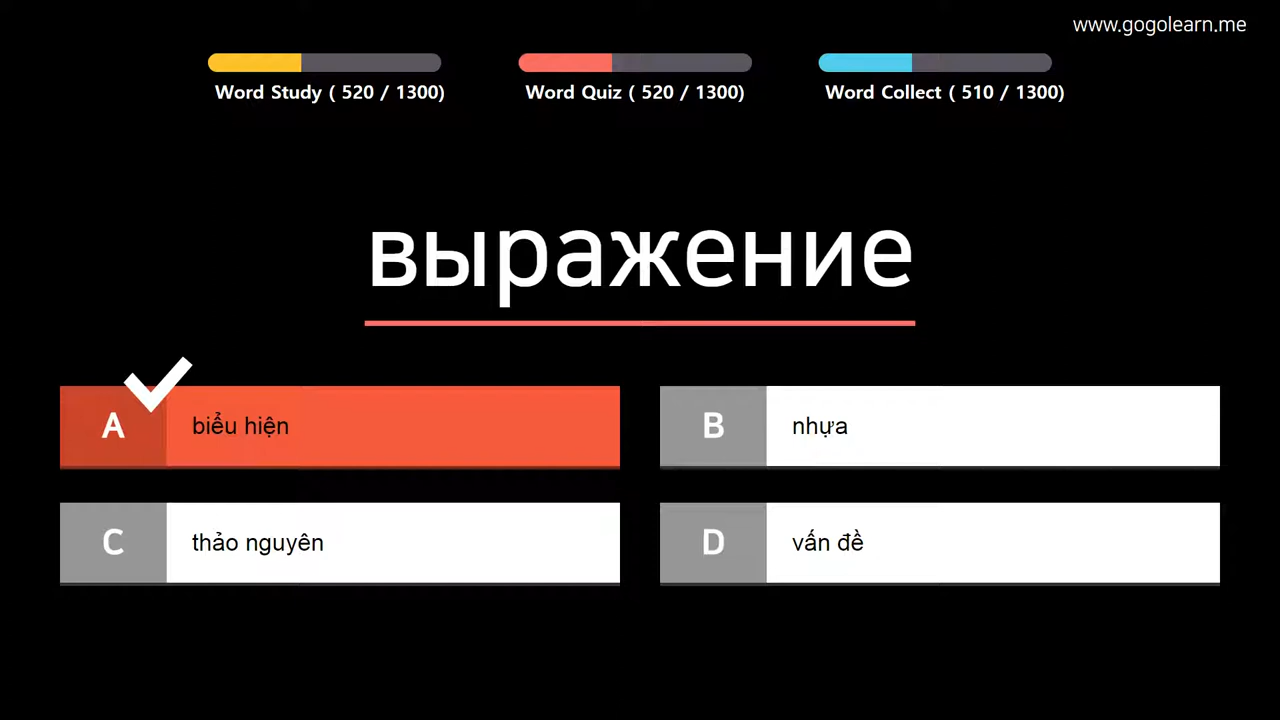 www.gogolearn.me
Word Study ( 520 / 1300)
Word Quiz ( 520 / 1300)
Word Collect ( 510 / 1300)
выражение
A biểu hiện
B nhựa
C thảo nguyên
D vấn đề